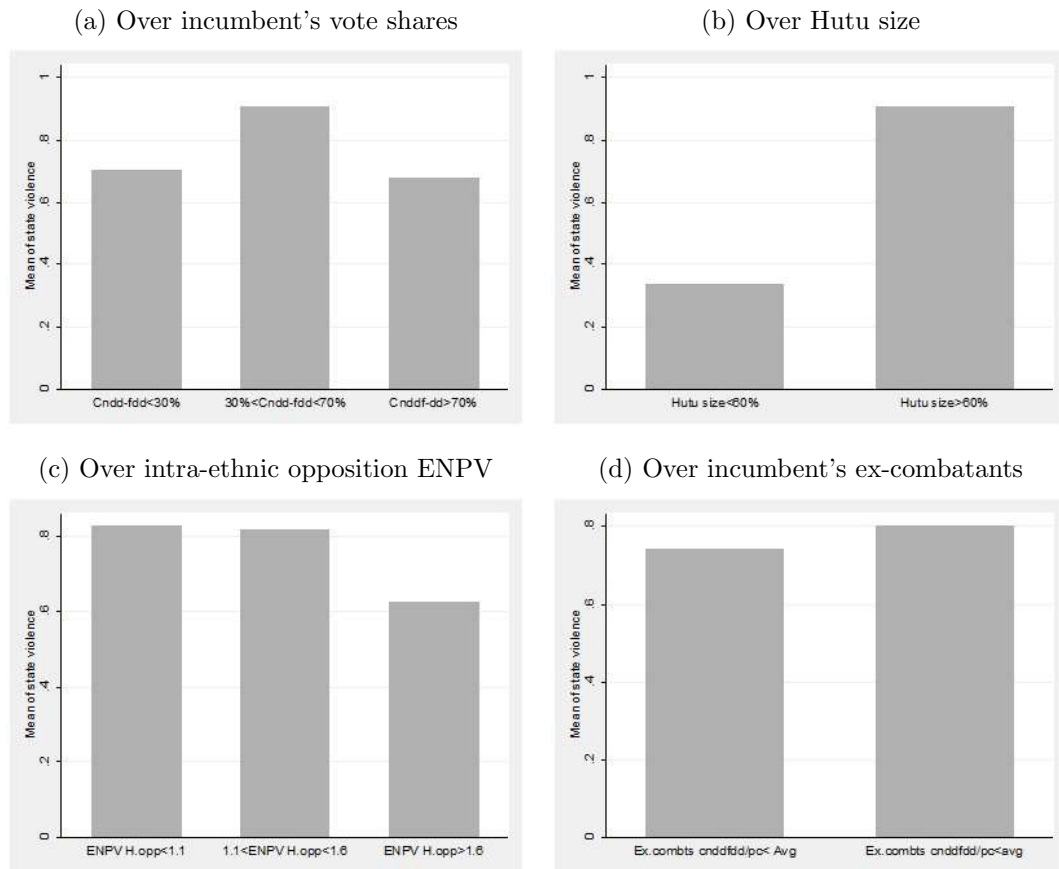 (a) Over incumbent's vote shares
Mean of state violence
0
.2
.4
.6
.8
1
Cndd-fdd<30%
30%<Cndd-fdd<70%
Cnddf-dd>70%
(b) Over Hutu size
Mean of state violence
0
.2
.4
.6
.8
1
Hutu size<60%
Hutu size>60%
(c) Over intra-ethnic opposition ENPV
Mean of state violence
0
.2
.4
.6
.8
ENPV H.opp<1.1
1.1<ENPV H.opp<1.6
ENPV H.opp>1.6
(d) Over incumbent's ex-combatants
Mean of state violence
0
.2
.4
.6
.8
Ex.combts cnddfdd/pc< Avg
Ex.combts cnddfdd/pc<avg